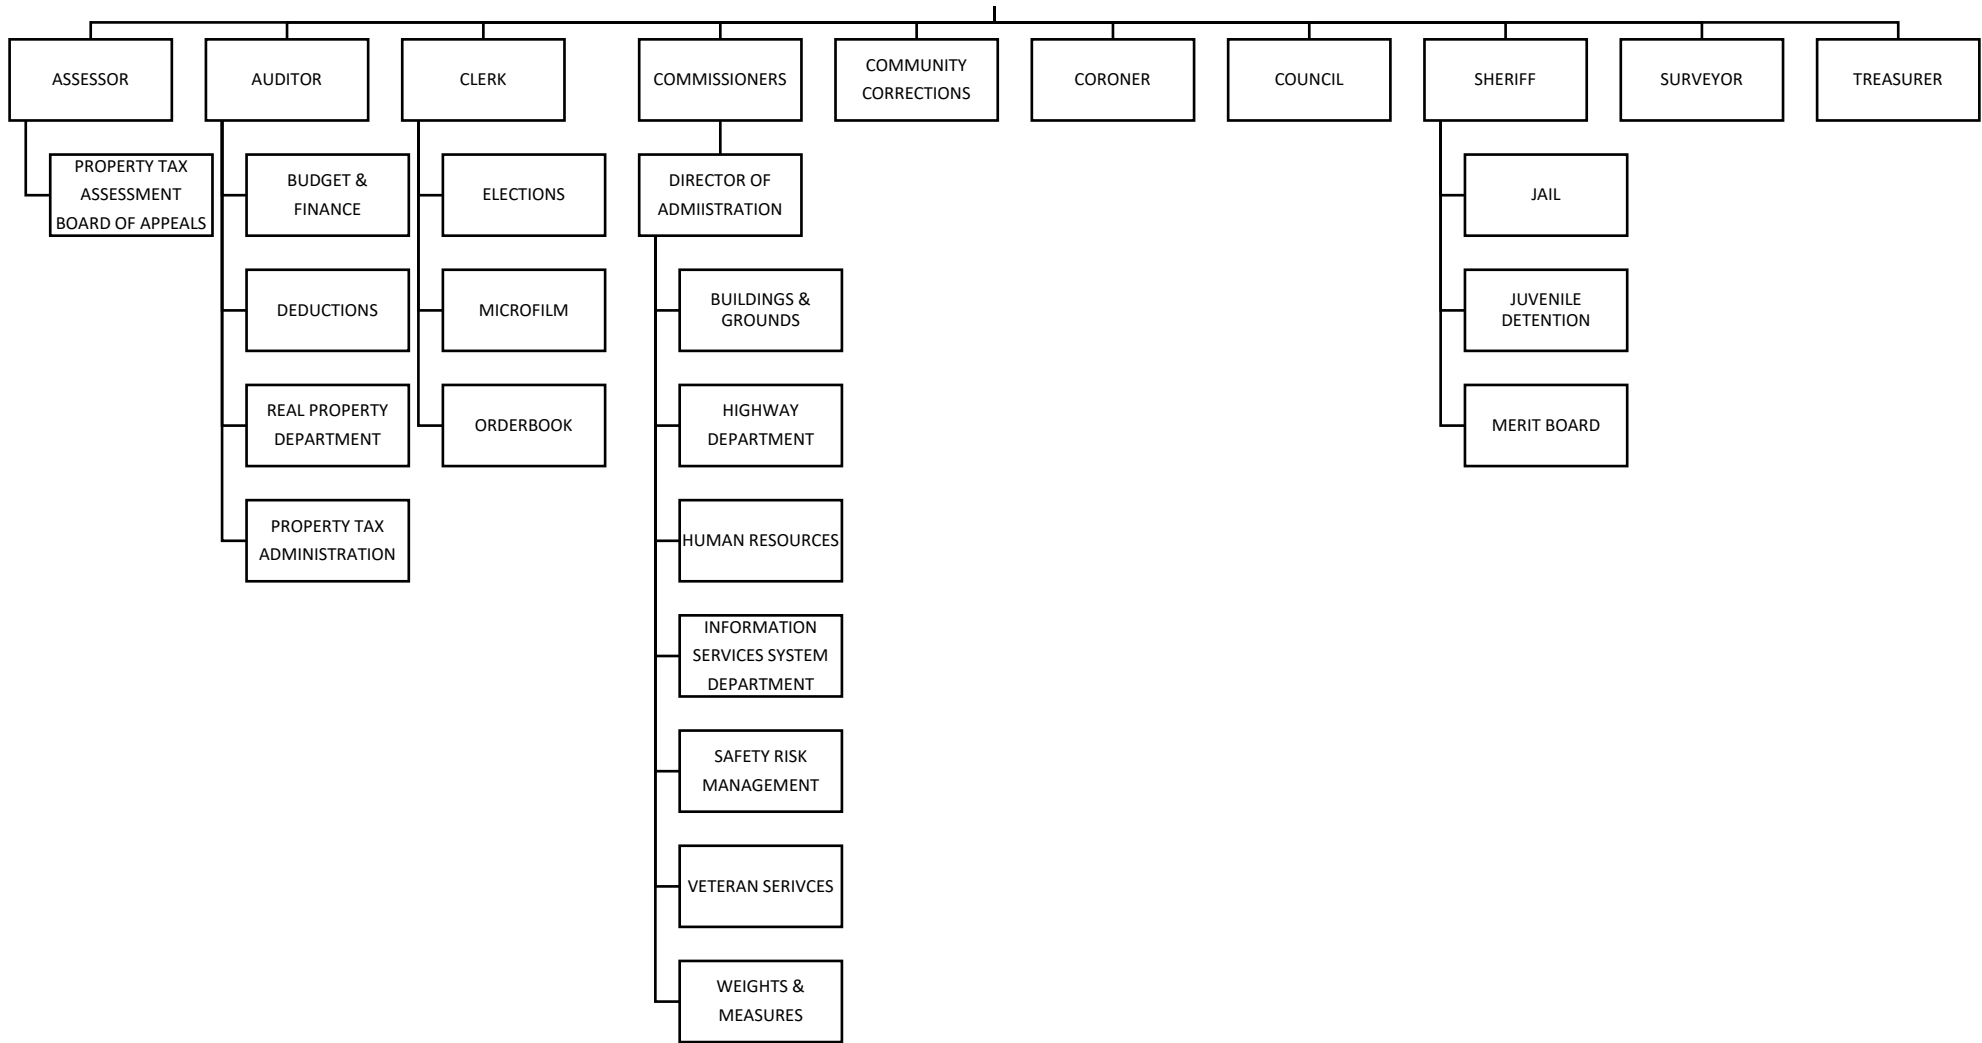 ASSESSOR
AUDITOR
CLERK
COMMISSIONERS
COMMUNITY
CORRECTIONS
CORONER
COUNCIL
SHERIFF
SURVEYOR
TREASURER
PROPERTY TAX
ASSESSMENT
BOARD OF APPEALS
BUDGET &
FINANCE
DEDUCTIONS
REAL PROPERTY
DEPARTMENT
PROPERTY TAX
ADMINISTRATION
ELECTIONS
MICROFILM
ORDERBOOK
DIRECTOR OF
ADMIISTRATION
BUILDINGS &
GROUNDS
HIGHWAY
DEPARTMENT
HUMAN RESOURCES
INFORMATION
SERVICES SYSTEM
DEPARTMENT
SAFETY RISK
MANAGEMENT
VETERAN SERIVCES
WEIGHTS &
MEASURES
JAIL
JUVENILE
DETENTION
MERIT BOARD